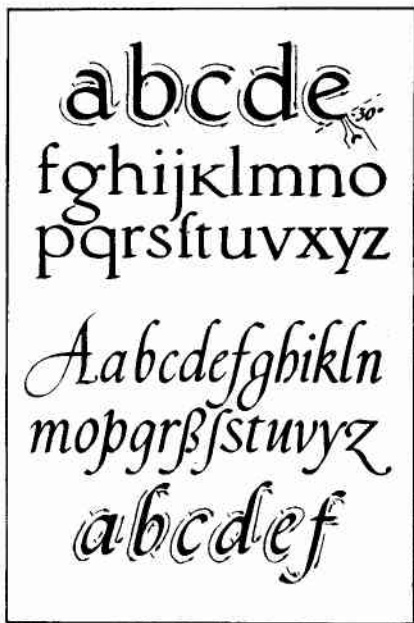 abcde
30°
fghijklmno
pqrsſtuvxyz
Aabcdefghikln
mopqrßſstuvyz
abcdef